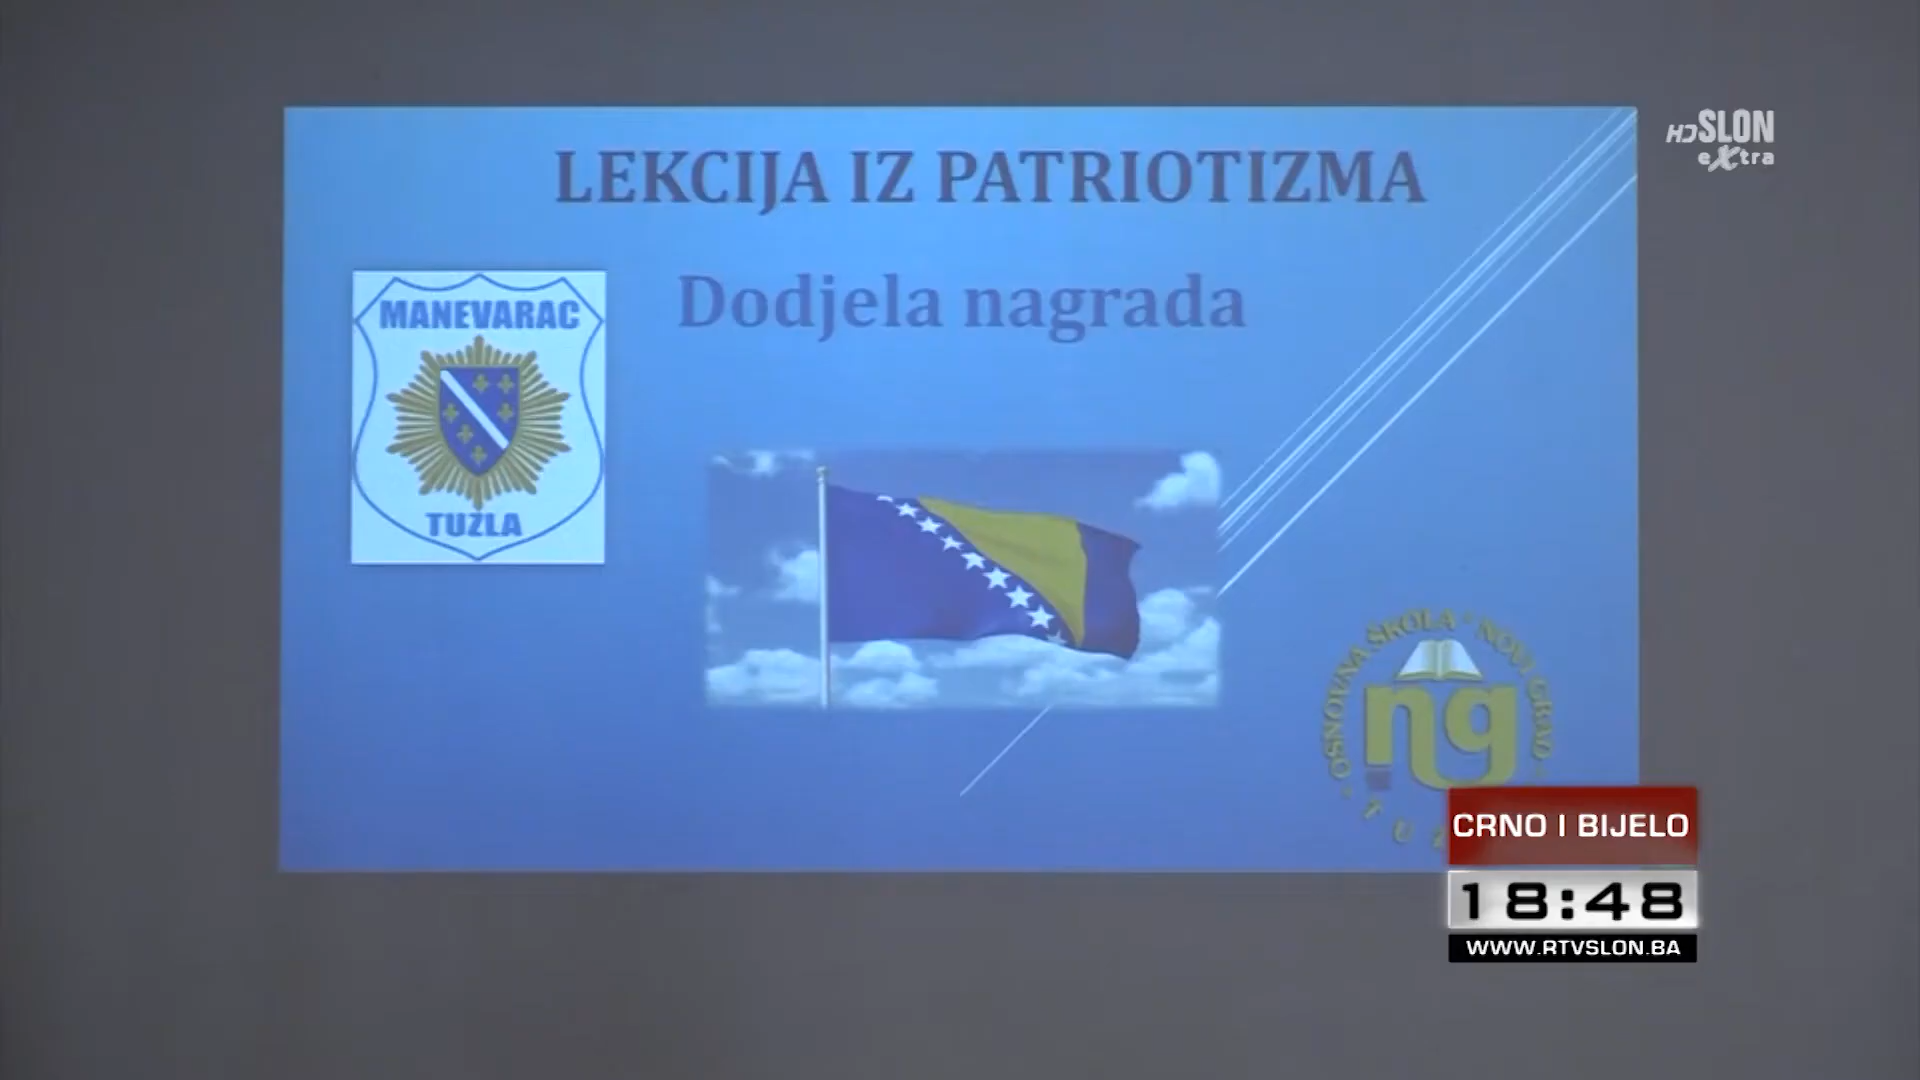 HD SLON
eXtra
LEKCIJA IZ PATRIOTIZMA
Dodjela nagrada
MANEVARAC
TUZLA
OSNOVNA ŠKOLA * NOVI GRAD
ng
CRNO I BIJELO
18:48
WWW.RTVSLON.BA